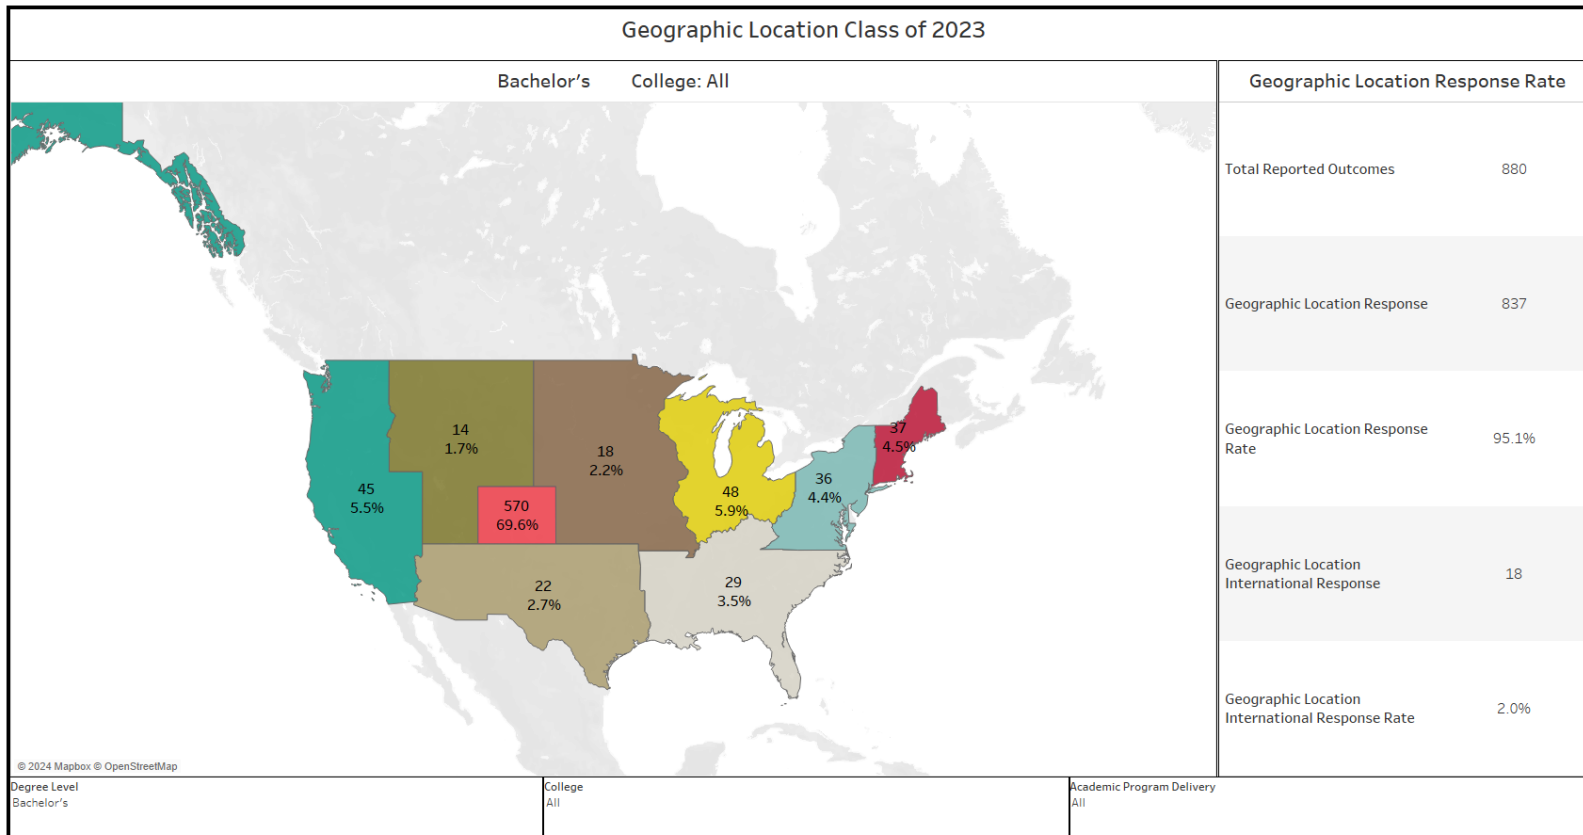 Geographic Location Class of 2023
Bachelor's College: All
Geographic Location Response Rate
14
1.7%
18
2.2%
45
5.5%
570
69.6%
48
5.9%
36
4.4%
37
4.5%
22
2.7%
29
3.5%
© 2024 Mapbox © OpenStreetMap
Total Reported Outcomes 880
Geographic Location Response 837
Geographic Location Response
Rate
95.1%
Geographic Location
International Response
18
Geographic Location
International Response Rate
2.0%
Degree Level
Bachelor's
College
All
Academic Program Delivery
All